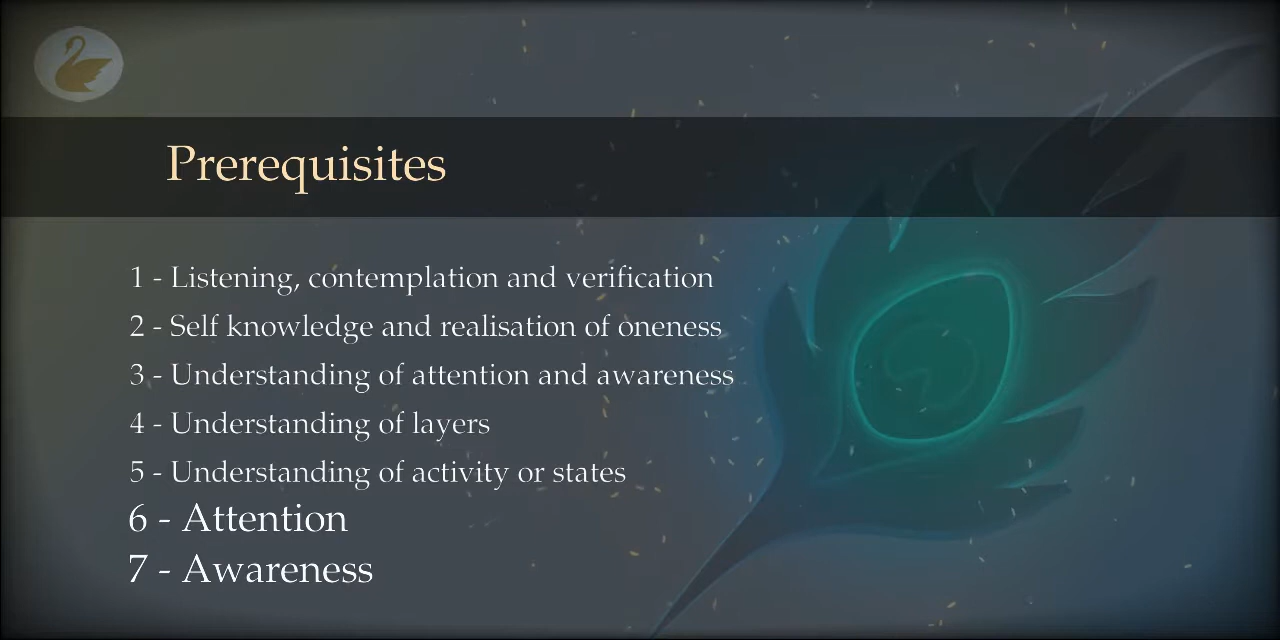 Prerequisites
1 - Listening, contemplation and verification
2 - Self knowledge and realisation of oneness
3 - Understanding of attention and awareness
4 - Understanding of layers
5 - Understanding of activity or states
6 - Attention
7 - Awareness